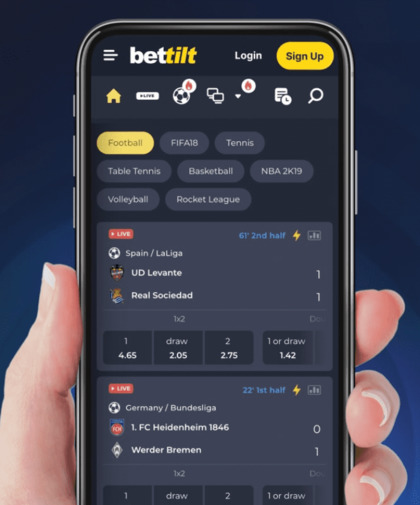 bettilt Login Sign Up
LIVE
Football FIFA18 Tennis
Table Tennis Basketball NBA 2K19
Volleyball Rocket League
LIVE 61' 2nd half
Spain / LaLiga
UD Levante 1
Real Sociedad 1
1x2
1 draw 2 1 or draw
4.65 2.05 2.75 1.42
LIVE 22' 1st half
Germany / Bundesliga
1. FC Heidenheim 1846 0
Werder Bremen 1
1x2
1 draw 2 1 or draw